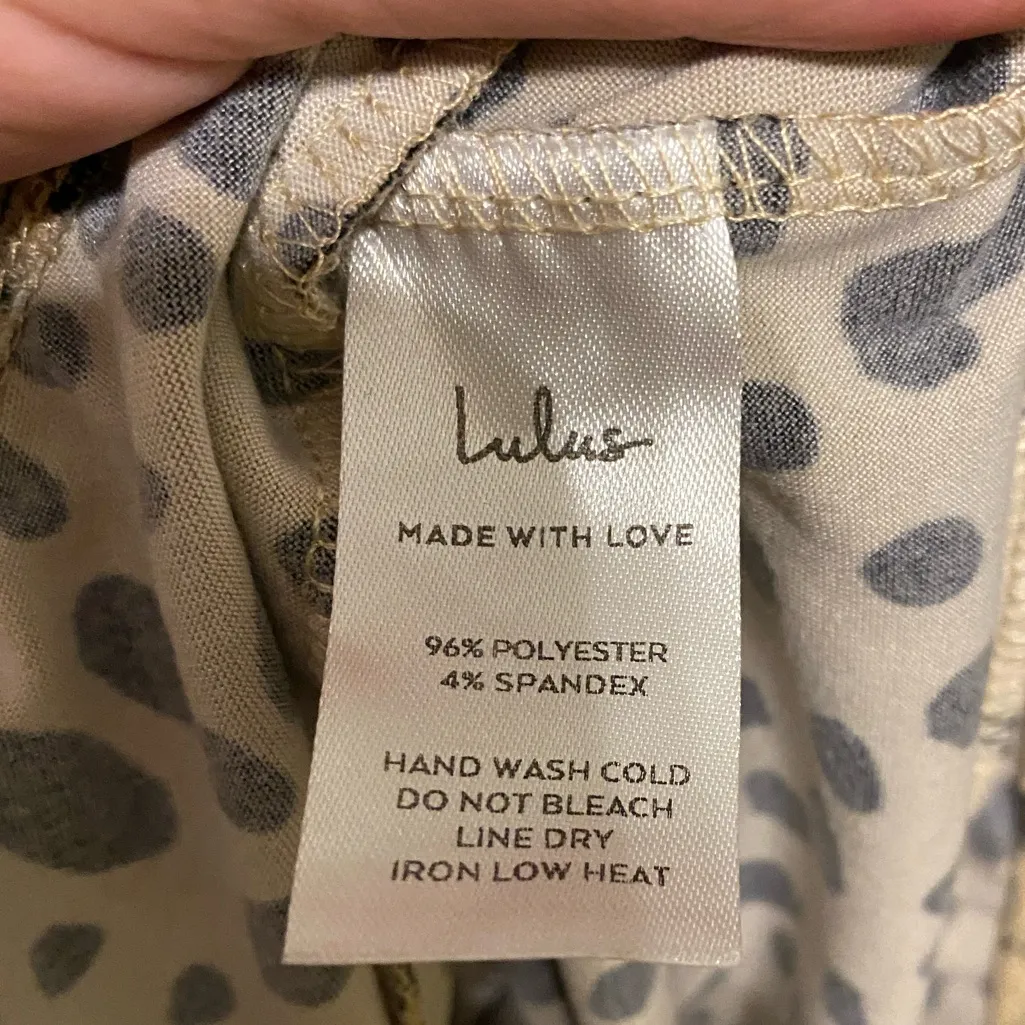 Lulus
MADE WITH LOVE
96% POLYESTER
4% SPANDEX
HAND WASH COLD
DO NOT BLEACH
LINE DRY
IRON LOW HEAT